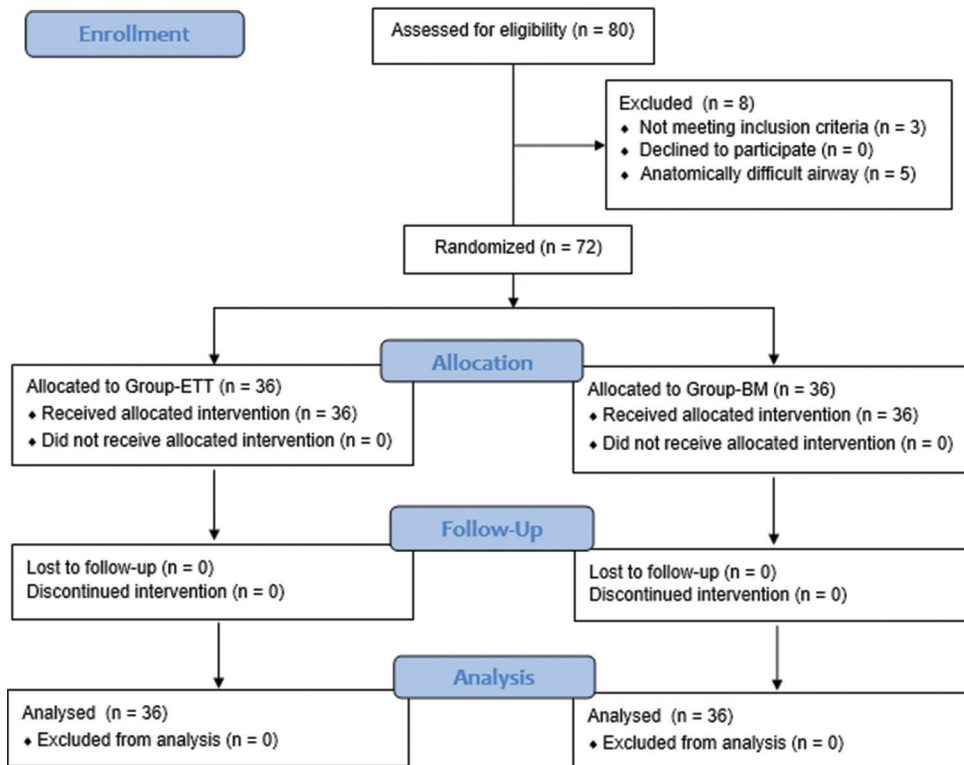 Enrollment
Assessed for eligibility (n = 80)
Excluded (n = 8)
♦ Not meeting inclusion criteria (n = 3)
♦ Declined to participate (n = 0)
♦ Anatomically difficult airway (n = 5)
Randomized (n = 72)
Allocation
Allocated to Group-ETT (n = 36)
♦ Received allocated intervention (n = 36)
♦ Did not receive allocated intervention (n = 0)
Allocated to Group-BM (n = 36)
♦ Received allocated intervention (n = 36)
♦ Did not receive allocated intervention (n = 0)
Follow-Up
Lost to follow-up (n = 0)
Discontinued intervention (n = 0)
Lost to follow-up (n = 0)
Discontinued intervention (n = 0)
Analysis
Analysed (n = 36)
♦ Excluded from analysis (n = 0)
Analysed (n = 36)
♦ Excluded from analysis (n = 0)